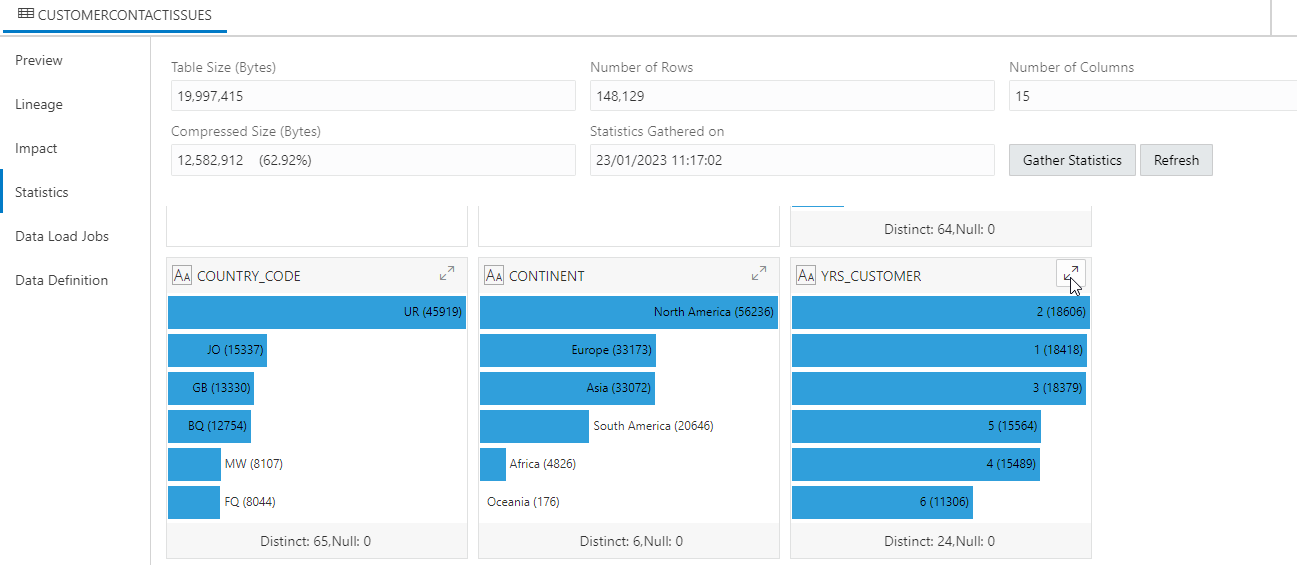 CUSTOMERCONTACTISSUES
Preview
Lineage
Impact
Statistics
Data Load Jobs
Data Definition
Table Size (Bytes)
19,997,415
Number of Rows
148,129
Number of Columns
15
Compressed Size (Bytes)
12,582,912 (62.92%)
Statistics Gathered on
23/01/2023 11:17:02
Gather Statistics
Refresh
Distinct: 64,Null: 0
AA COUNTRY_CODE
UR (45919)
JO (15337)
GB (13330)
BQ (12754)
MW (8107)
FQ (8044)
Distinct: 65,Null: 0
AA CONTINENT
North America (56236)
Europe (33173)
Asia (33072)
South America (20646)
Africa (4826)
Oceania (176)
Distinct: 6,Null: 0
AA YRS_CUSTOMER
2 (18606)
1 (18418)
3 (18379)
5 (15564)
4 (15489)
6 (11306)
Distinct: 24,Null: 0